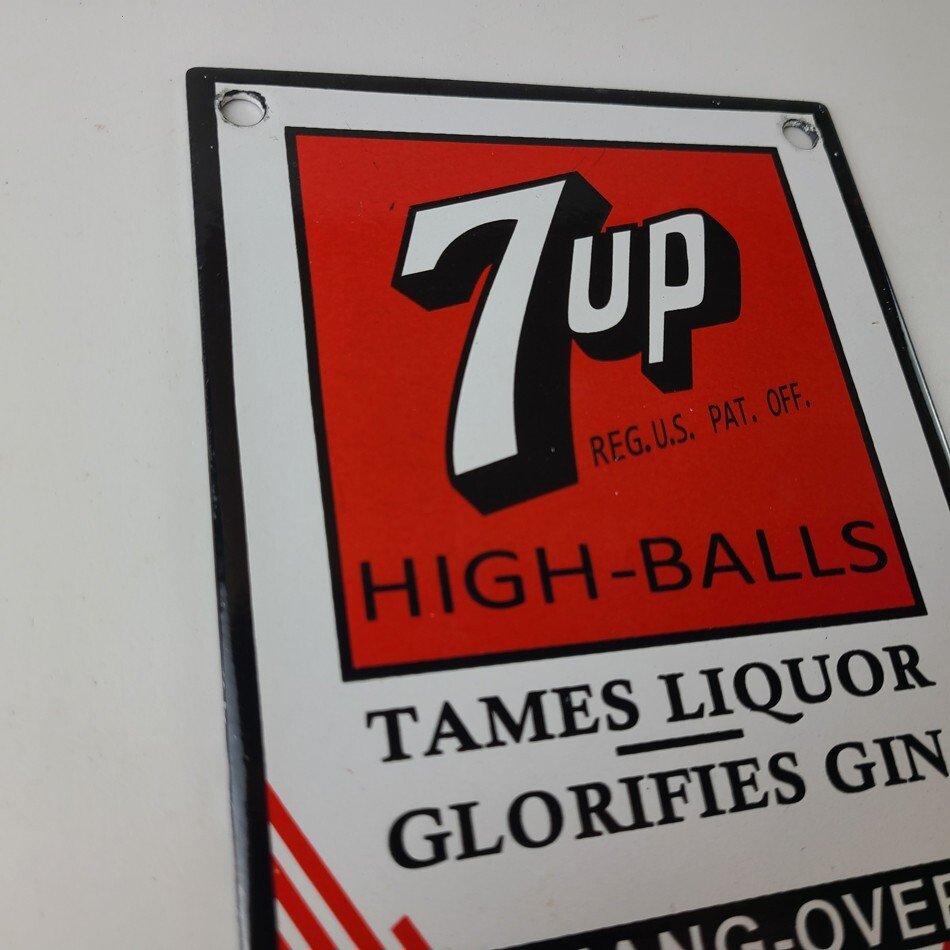 7up
REG.U.S. PAT. OFF.
HIGH-BALLS
TAMES LIQUOR
GLORIFIES GIN